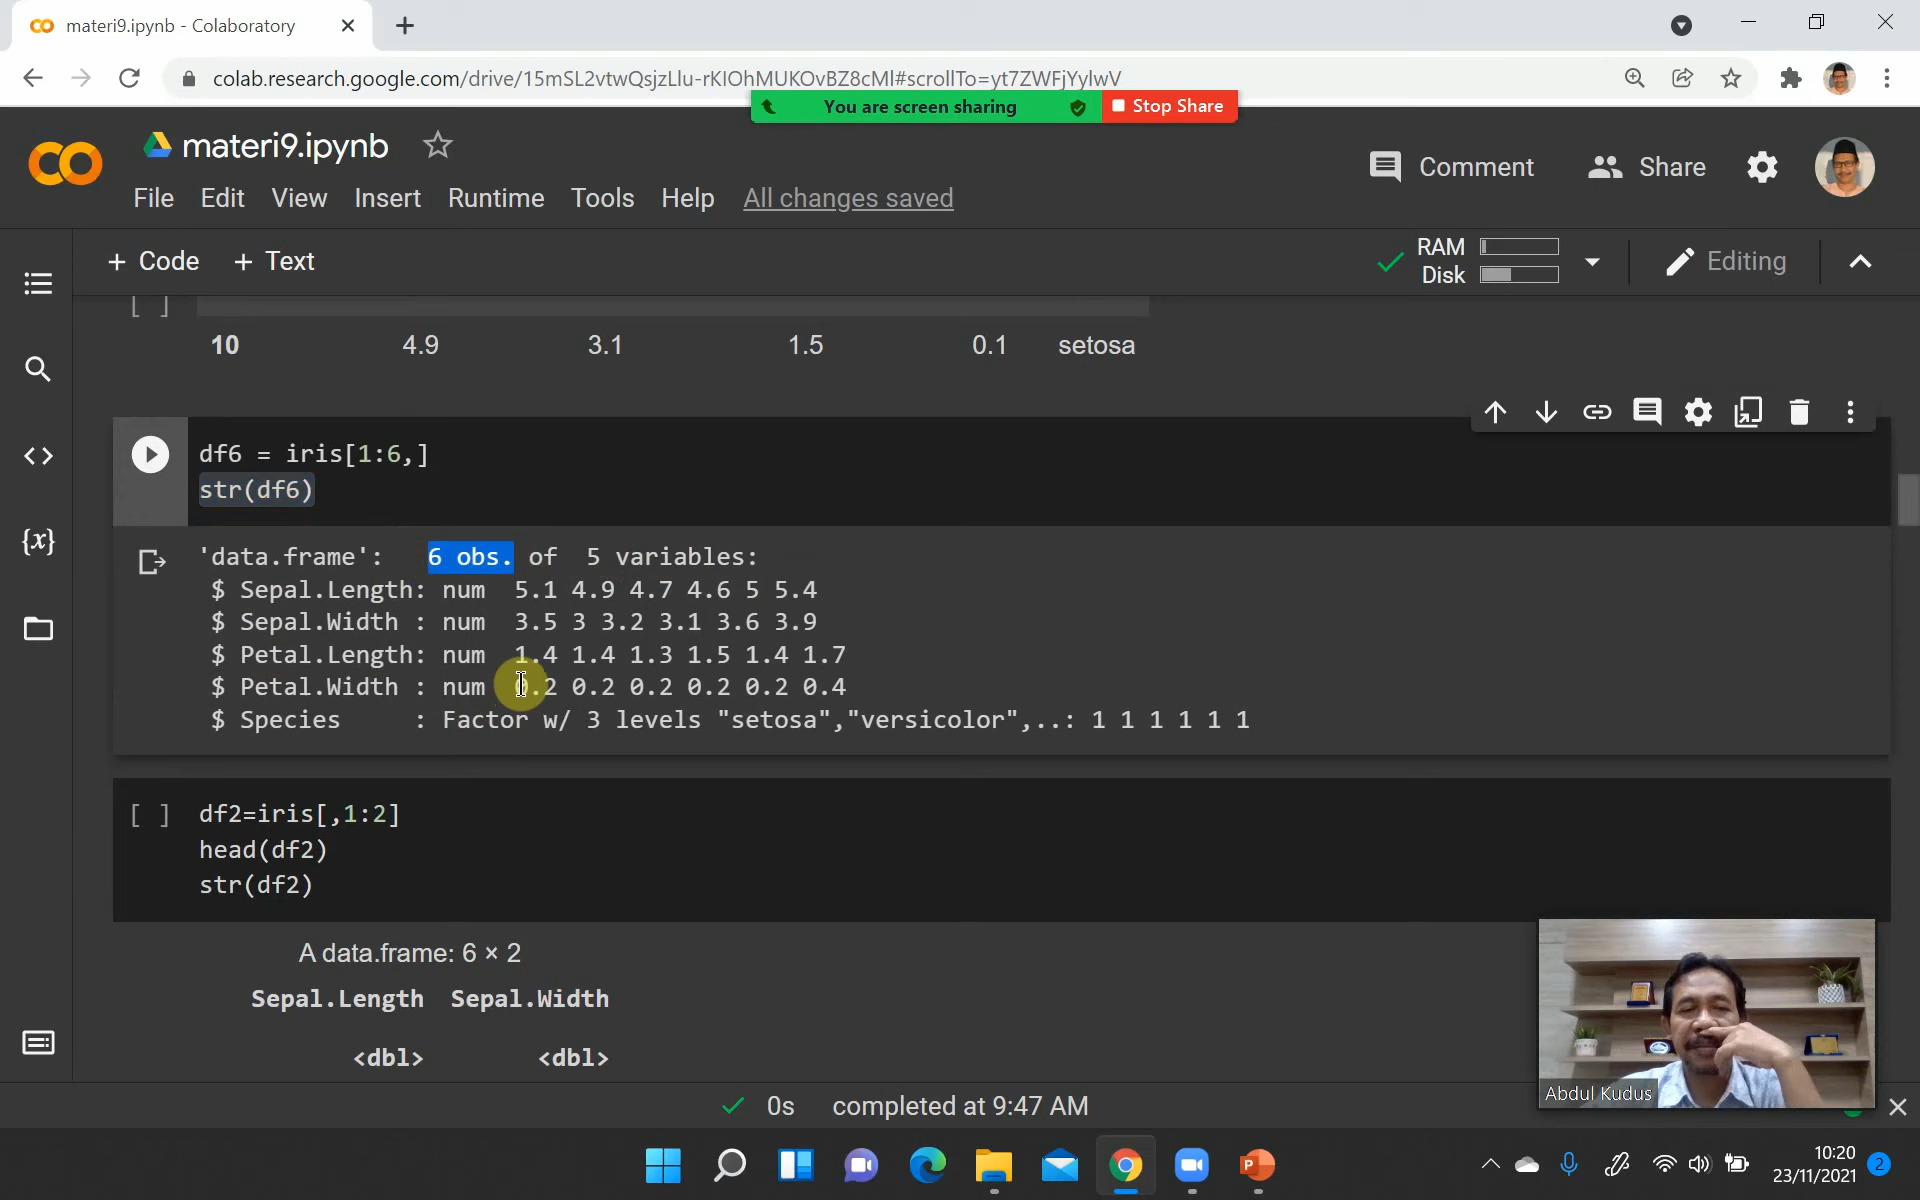 materi9.ipynb - Colaboratory
colab.research.google.com/drive/15mSL2vtwQsjzLlu-rKIOhMUKOvBZ8cMl#scrollTo=yt7ZWFjYylwV
You are screen sharing
Stop Share
materi9.ipynb
Comment
Share
File Edit View Insert Runtime Tools Help All changes saved
+ Code + Text
RAM
Disk
Editing
[ ]
10 4.9 3.1 1.5 0.1 setosa
df6 = iris[1:6,]
str(df6)
'data.frame': 6 obs. of 5 variables:
$ Sepal.Length: num 5.1 4.9 4.7 4.6 5 5.4
$ Sepal.Width : num 3.5 3 3.2 3.1 3.6 3.9
$ Petal.Length: num 1.4 1.4 1.3 1.5 1.4 1.7
$ Petal.Width : num 0.2 0.2 0.2 0.2 0.2 0.4
$ Species : Factor w/ 3 levels "setosa","versicolor",..: 1 1 1 1 1 1
[ ] df2=iris[,1:2]
head(df2)
str(df2)
A data.frame: 6 × 2
Sepal.Length Sepal.Width
<dbl> <dbl>
Abdul Kudus
0s completed at 9:47 AM
10:20
23/11/2021
2